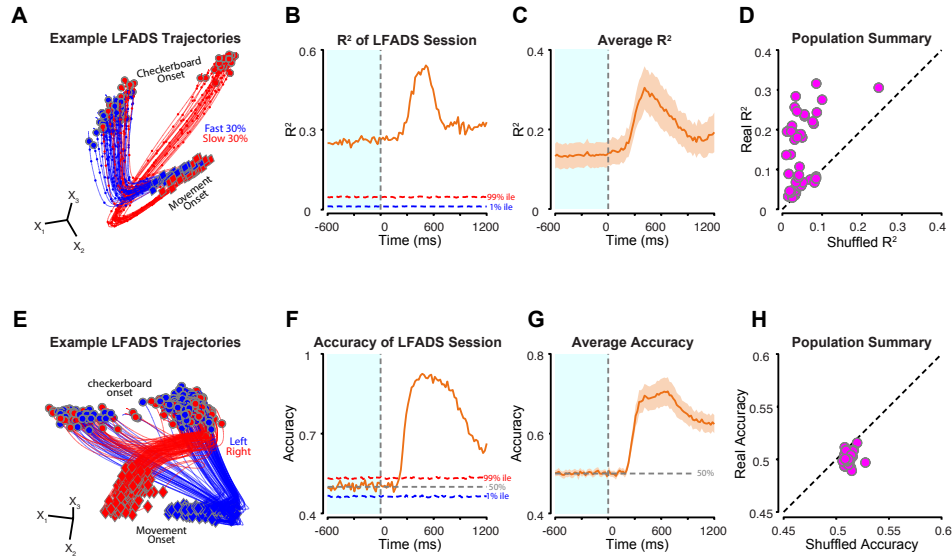 A
Example LFADS Trajectories
Checkerboard
Onset
Fast 30%
Slow 30%
Movement
Onset
X1
X2
X3
B
R² of LFADS Session
R²
0.6
0.3
0
99% ile
1% ile
-600 0 600 1200
Time (ms)
C
Average R²
R²
0.4
0.2
0
-600 0 600 1200
Time (ms)
D
Population Summary
Real R²
0.4
0.3
0.2
0.1
0
0 0.1 0.2 0.3 0.4
Shuffled R²
E
Example LFADS Trajectories
checkerboard
onset
Left
Right
Movement
Onset
X1
X2
X3
F
Accuracy of LFADS Session
Accuracy
1
0.7
0.4
99% ile
50%
1% ile
-600 0 600 1200
Time (ms)
G
Average Accuracy
Accuracy
0.8
0.6
0.4
50%
-600 0 600 1200
Time (ms)
H
Population Summary
Real Accuracy
0.6
0.55
0.5
0.45
0.45 0.5 0.55 0.6
Shuffled Accuracy